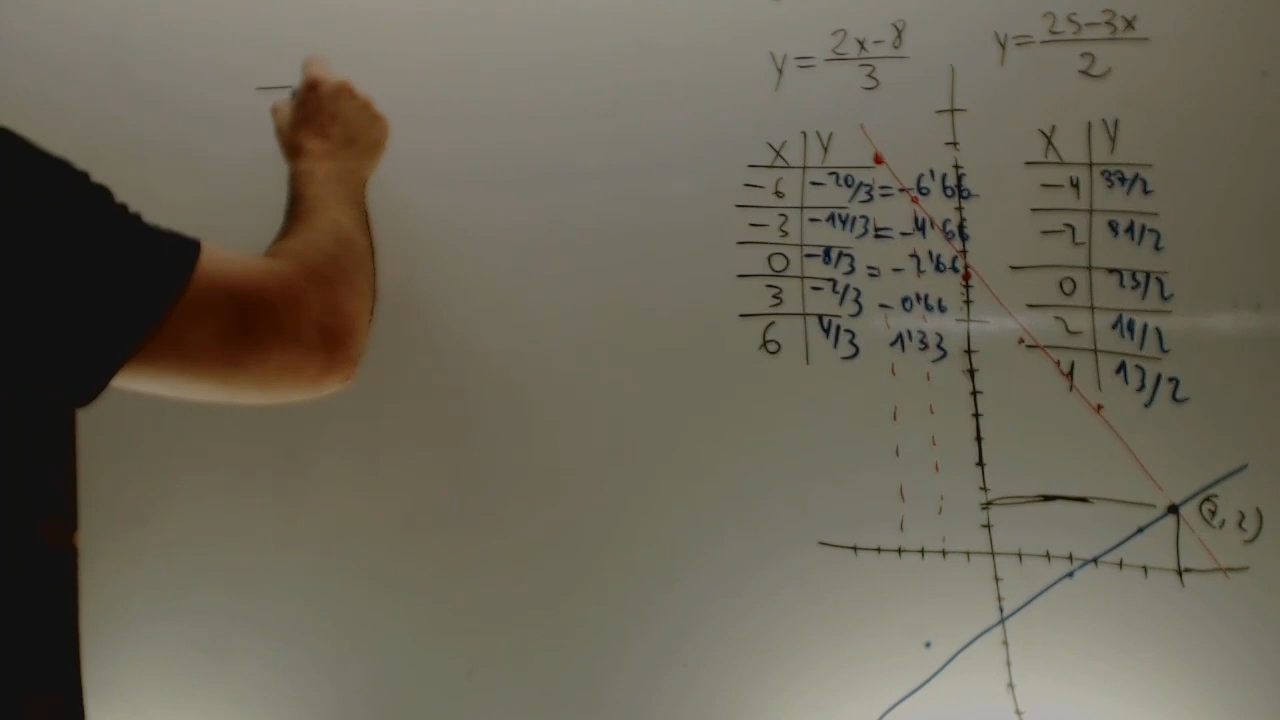 y = (2x-8)/3
y = (25-3x)/2
X | Y
-6 | -20/3 = -6'66
-3 | -14/3 = -4'66
0 | -8/3 = -2'66
3 | -2/3 -0'66
6 | 4/3 1'33
X | Y
-4 | 37/2
-2 | 31/2
0 | 25/2
2 | 19/2
4 | 13/2
(7, 2)